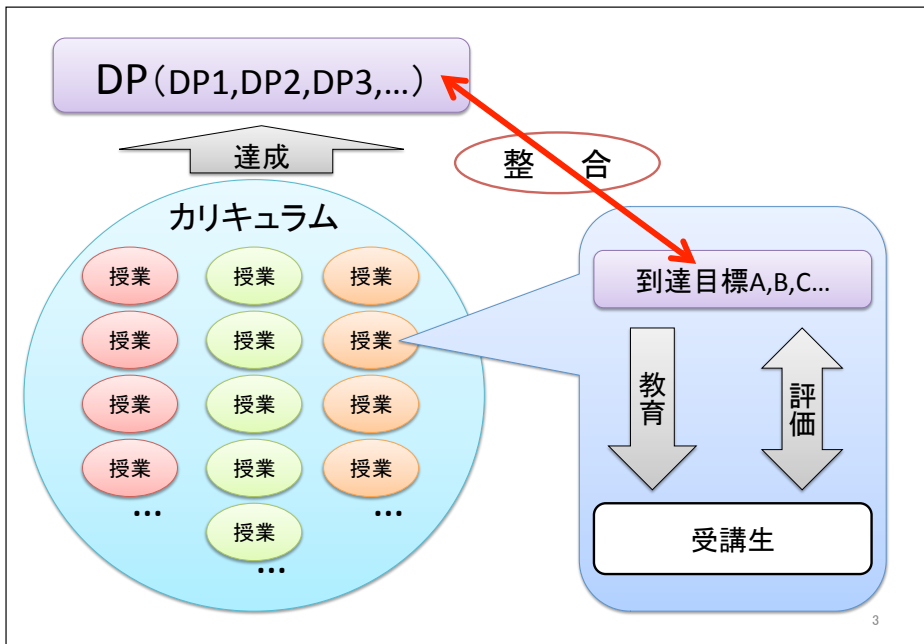 DP(DP1,DP2,DP3,…)
達成
整 合
カリキュラム
授業 授業 授業
授業 授業 授業
授業 授業 授業
授業 授業 授業
… 授業 …
…
到達目標A,B,C…
教育
評価
受講生
3